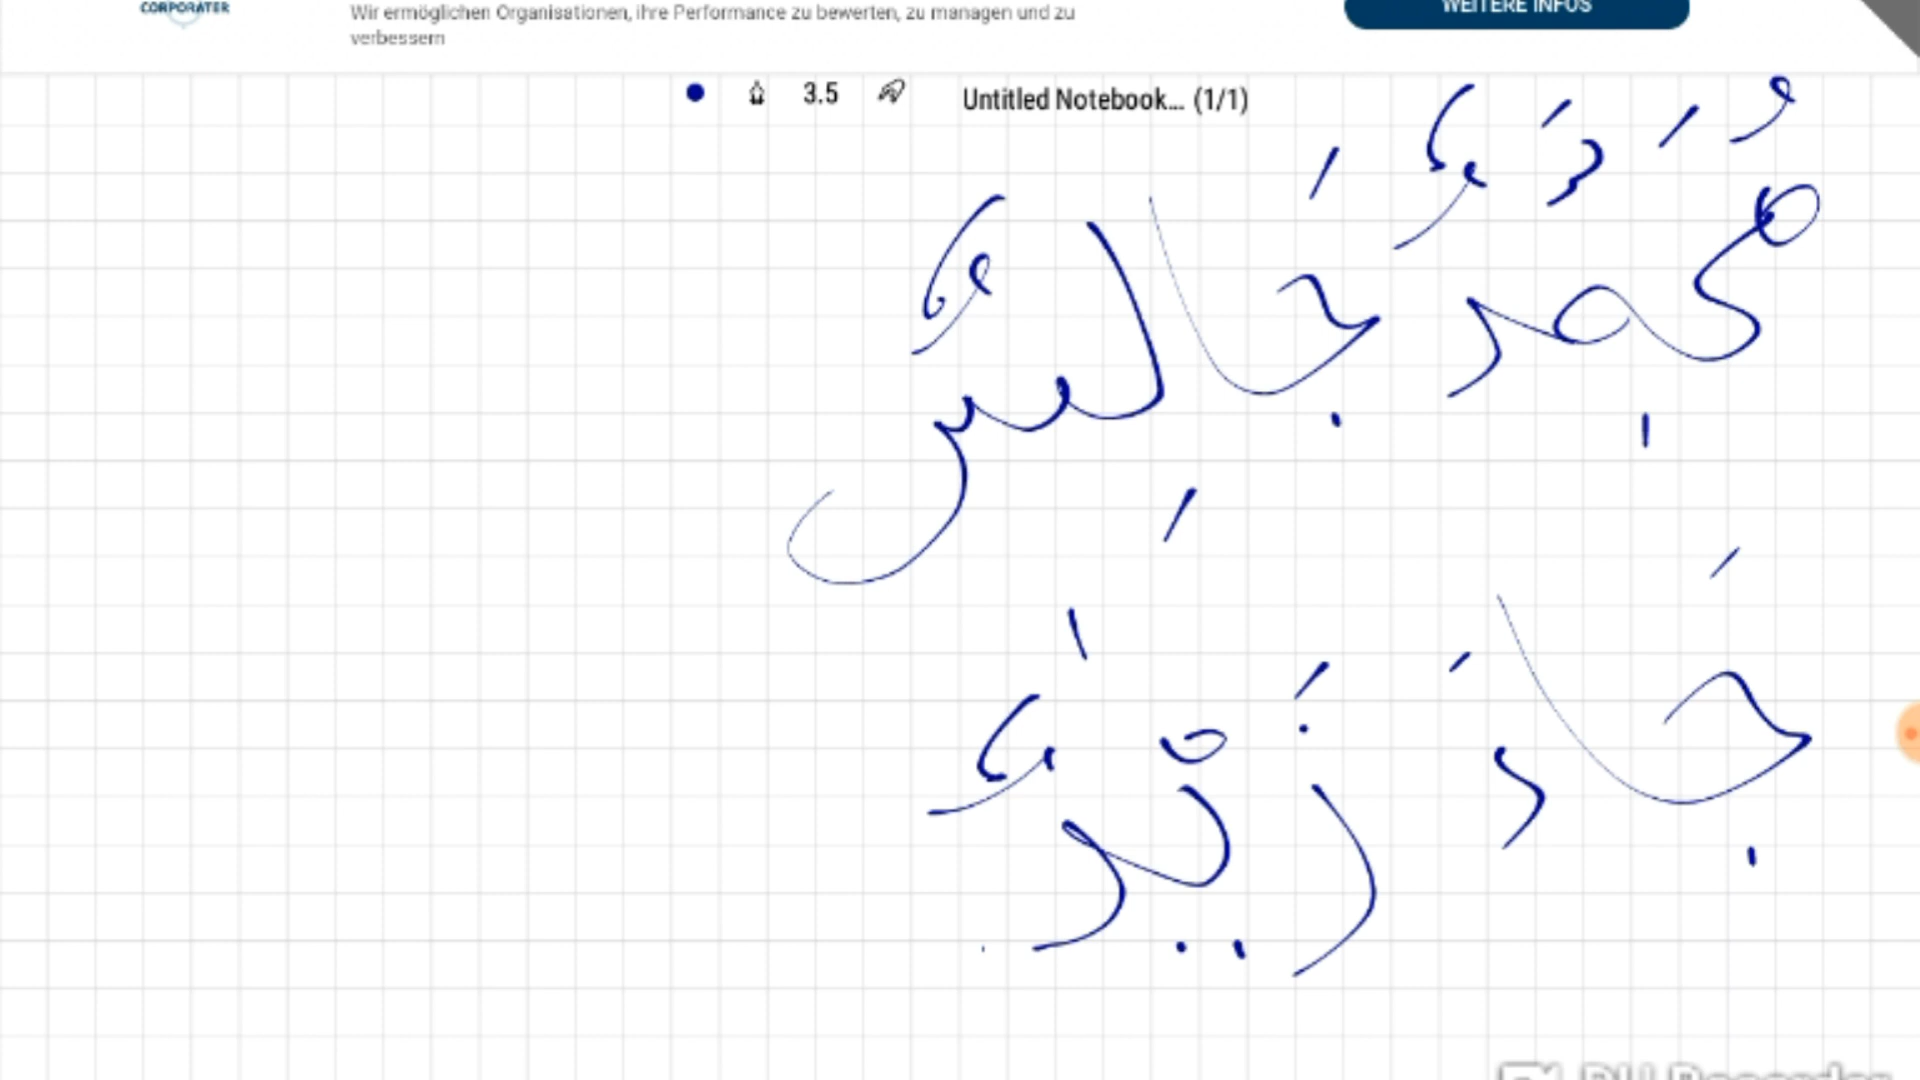 CORPORATER
Wir ermöglichen Organisationen, ihre Performance zu bewerten, zu managen und zu
verbessern
WEITERE INFOS
3.5 Untitled Notebook... (1/1)
مُحَمَّدٌ جَالِسٌ
جَاءَ زَيْدٌ